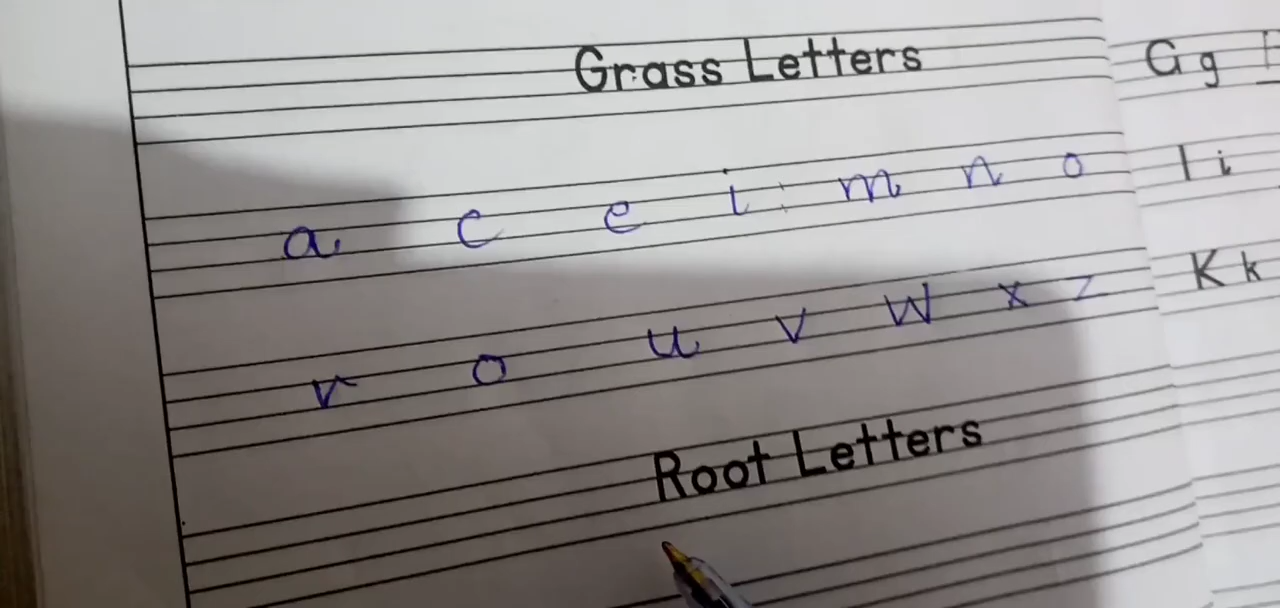 Grass Letters
G g
a c e i m n o
I i
r o u v w x z
K k
Root Letters